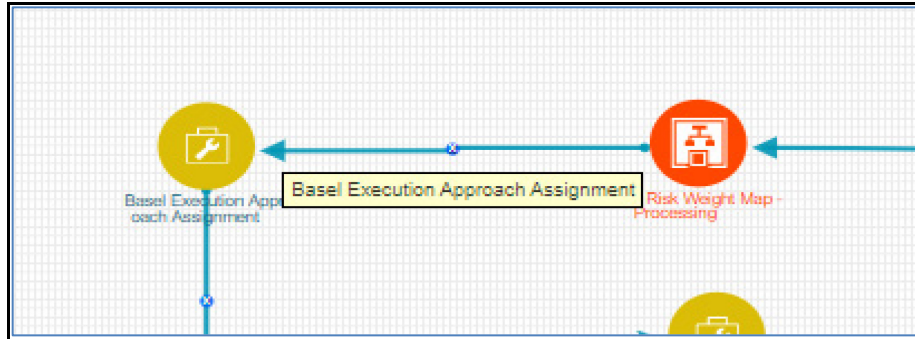 Basel Execution Appr
oach Assignment
Basel Execution Approach Assignment
Risk Weight Map -
Processing